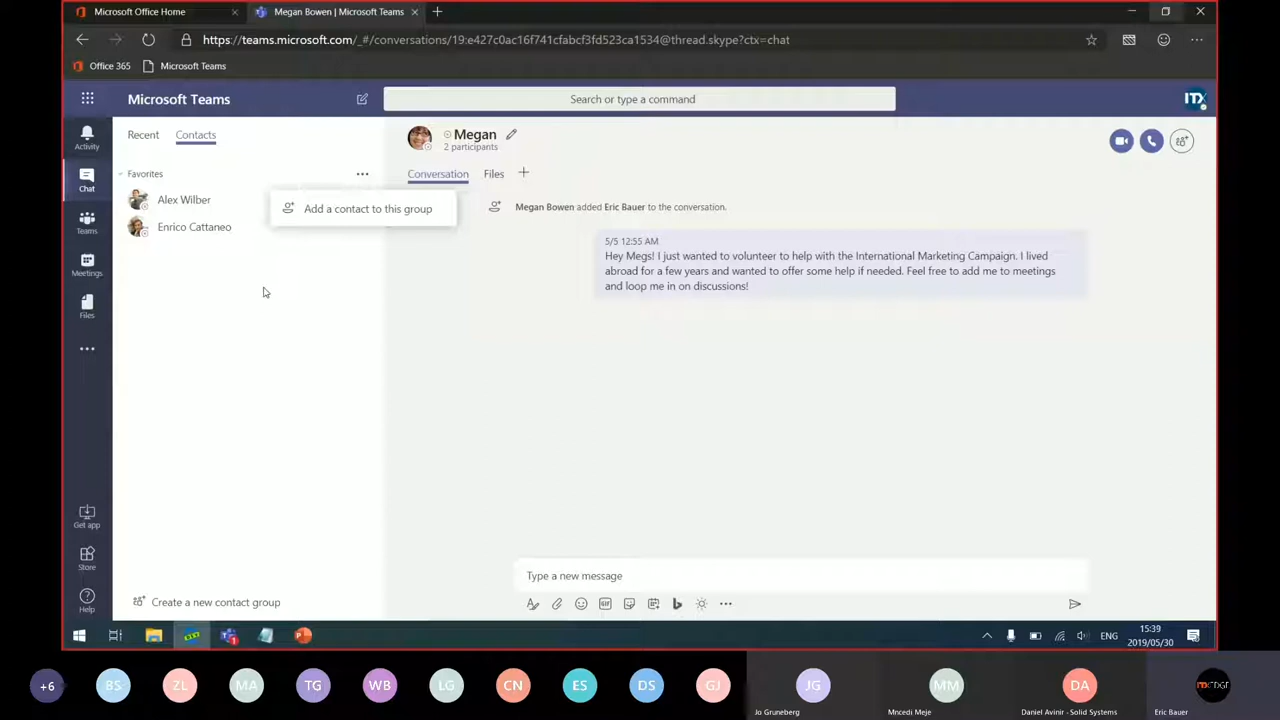 Microsoft Office Home
Megan Bowen | Microsoft Teams
https://teams.microsoft.com/_#/conversations/19:e427c0ac16f741cfabcf3fd523ca1534@thread.skype?ctx=chat
Office 365
Microsoft Teams
Microsoft Teams
Search or type a command
ITX
Activity
Chat
Teams
Meetings
Files
Get app
Store
Help
Recent
Contacts
Favorites
Alex Wilber
Enrico Cattaneo
Add a contact to this group
Create a new contact group
Megan
2 participants
Conversation
Files
Megan Bowen added Eric Bauer to the conversation.
5/5 12:55 AM
Hey Megs! I just wanted to volunteer to help with the International Marketing Campaign. I lived
abroad for a few years and wanted to offer some help if needed. Feel free to add me to meetings
and loop me in on discussions!
Type a new message
GIF
ENG
15:39
2019/05/30
+6
BS
ZL
MA
TG
WB
LG
CN
ES
DS
GJ
JG
Jo Gruneberg
MM
Mncedi Meje
DA
Daniel Avinir - Solid Systems
Eric Bauer